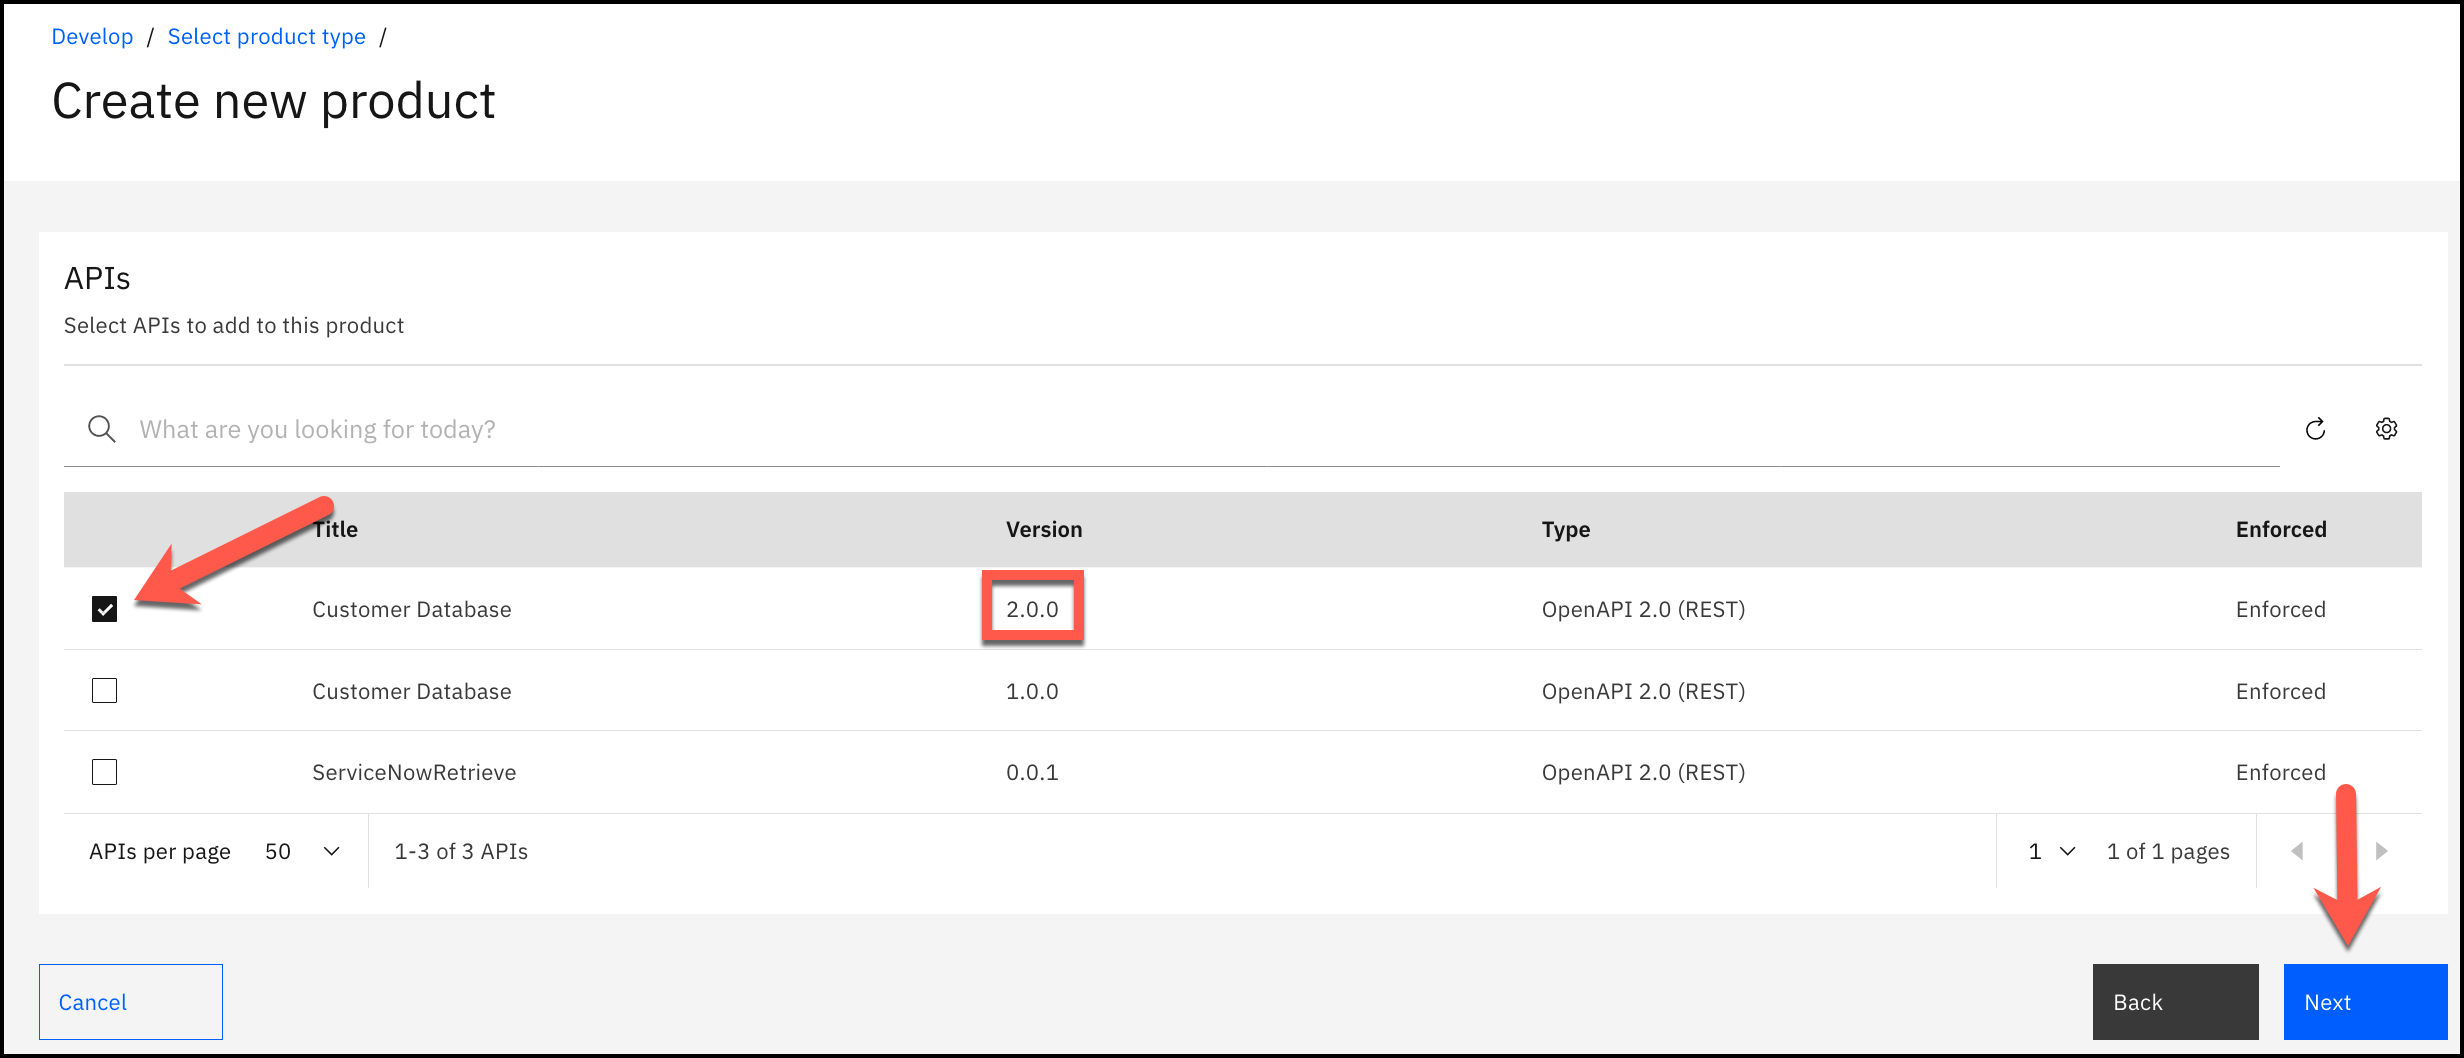 Develop / Select product type /
Create new product
APIs
Select APIs to add to this product
What are you looking for today?
Title Version Type Enforced
Customer Database 2.0.0 OpenAPI 2.0 (REST) Enforced
Customer Database 1.0.0 OpenAPI 2.0 (REST) Enforced
ServiceNowRetrieve 0.0.1 OpenAPI 2.0 (REST) Enforced
APIs per page 50 1-3 of 3 APIs 1 1 of 1 pages
Cancel Back Next